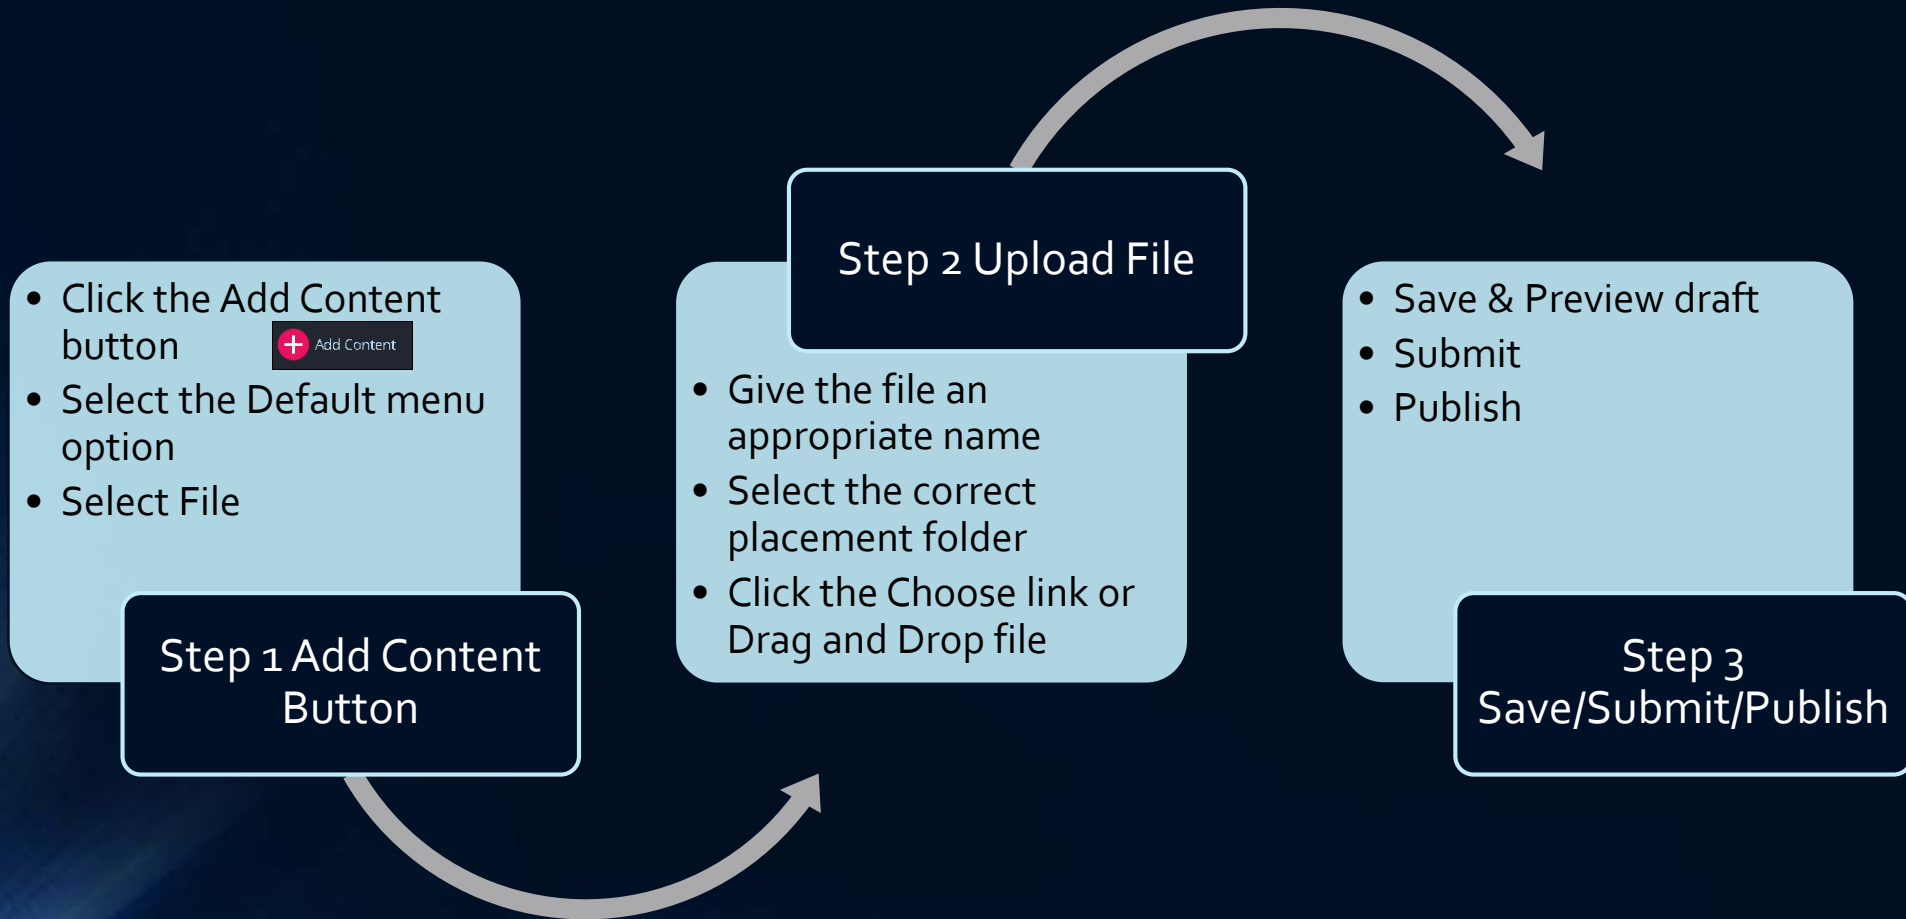 • Click the Add Content
button
Add Content
• Select the Default menu
option
• Select File
Step 1 Add Content
Button
Step 2 Upload File
• Give the file an
appropriate name
• Select the correct
placement folder
• Click the Choose link or
Drag and Drop file
• Save & Preview draft
• Submit
• Publish
Step 3
Save/Submit/Publish